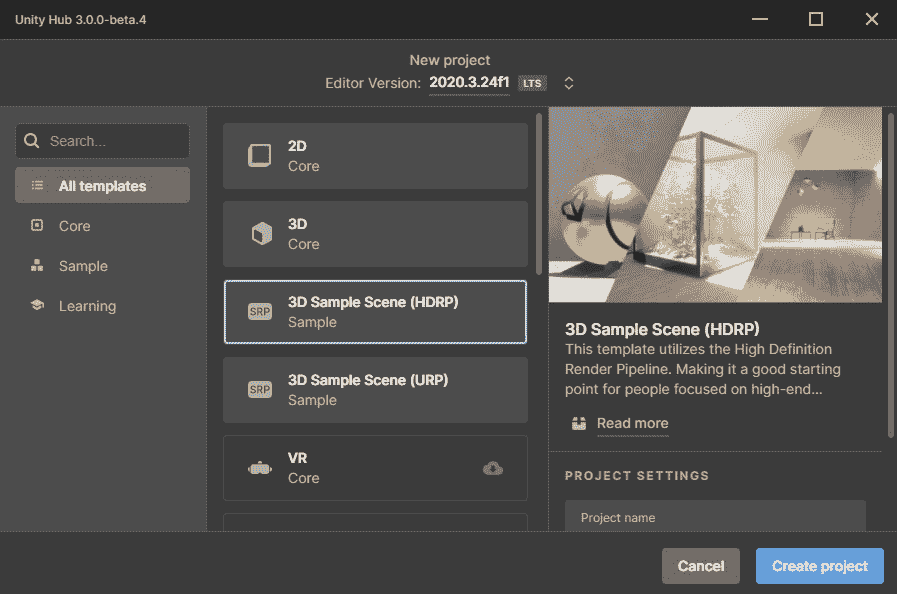 Unity Hub 3.0.0-beta.4
New project
Editor Version: 2020.3.24f1 LTS
Search...
All templates
Core
Sample
Learning
2D
Core
3D
Core
SRP
3D Sample Scene (HDRP)
Sample
SRP
3D Sample Scene (URP)
Sample
VR
Core
3D Sample Scene (HDRP)
This template utilizes the High Definition
Render Pipeline. Making it a good starting
point for people focused on high-end...
Read more
PROJECT SETTINGS
Project name
Cancel
Create project